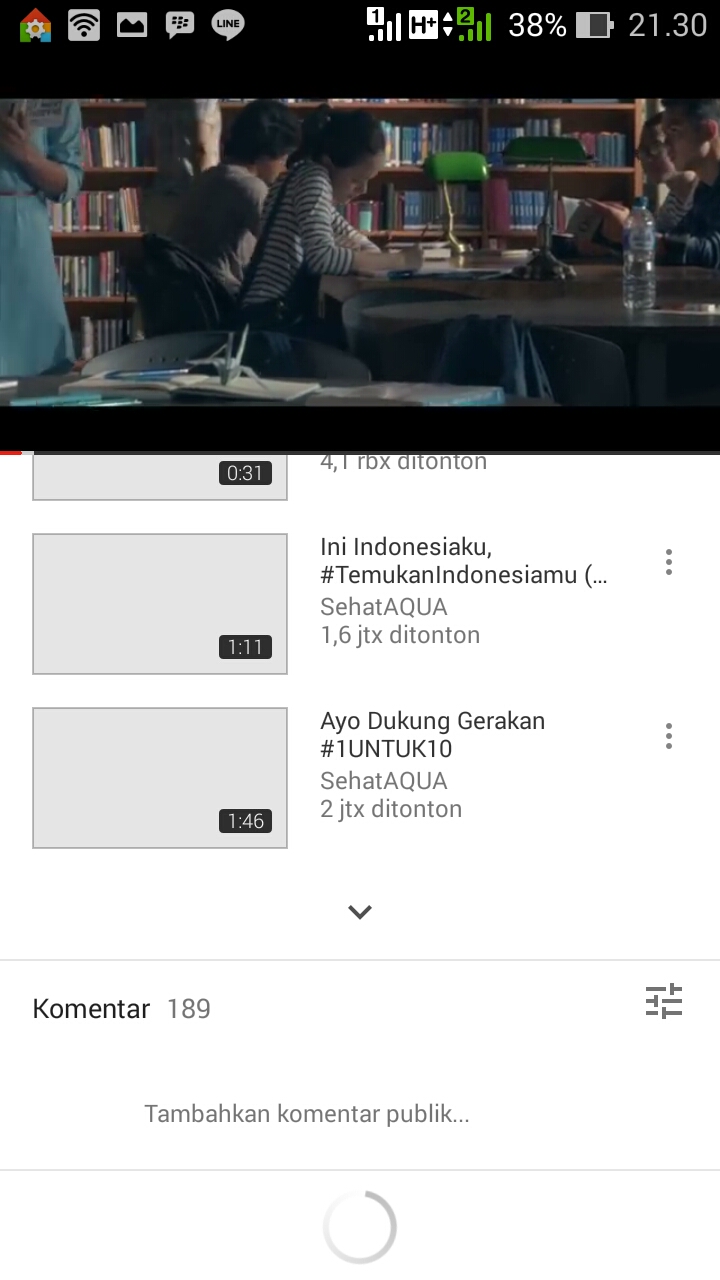 LINE
1
H+
2
38%
21.30
0:31
4,1 rbx ditonton
Ini Indonesiaku,
#TemukanIndonesiamu (...
SehatAQUA
1,6 jtx ditonton
1:11
Ayo Dukung Gerakan
#1UNTUK10
SehatAQUA
2 jtx ditonton
1:46
Komentar 189
Tambahkan komentar publik...